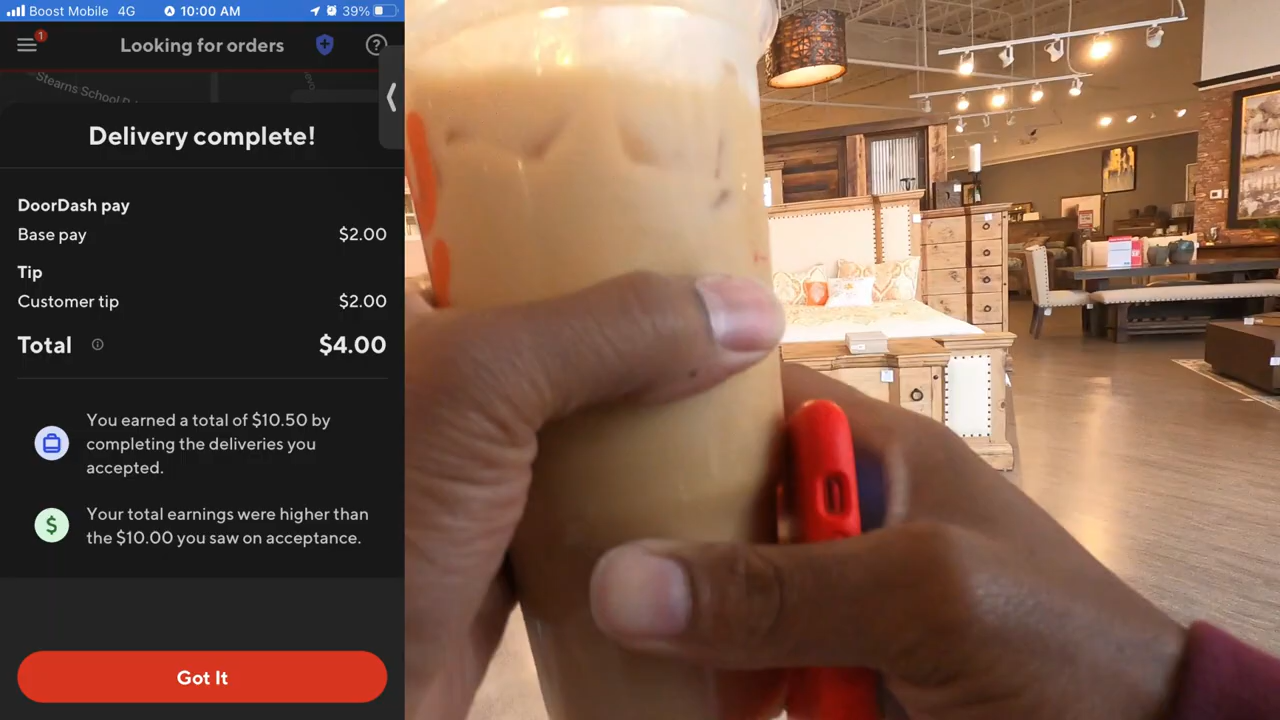 Boost Mobile 4G 10:00 AM 39%
1
Looking for orders
?
Delivery complete!
DoorDash pay
Base pay $2.00
Tip
Customer tip $2.00
Total $4.00
You earned a total of $10.50 by
completing the deliveries you
accepted.
$
Your total earnings were higher than
the $10.00 you saw on acceptance.
Got It